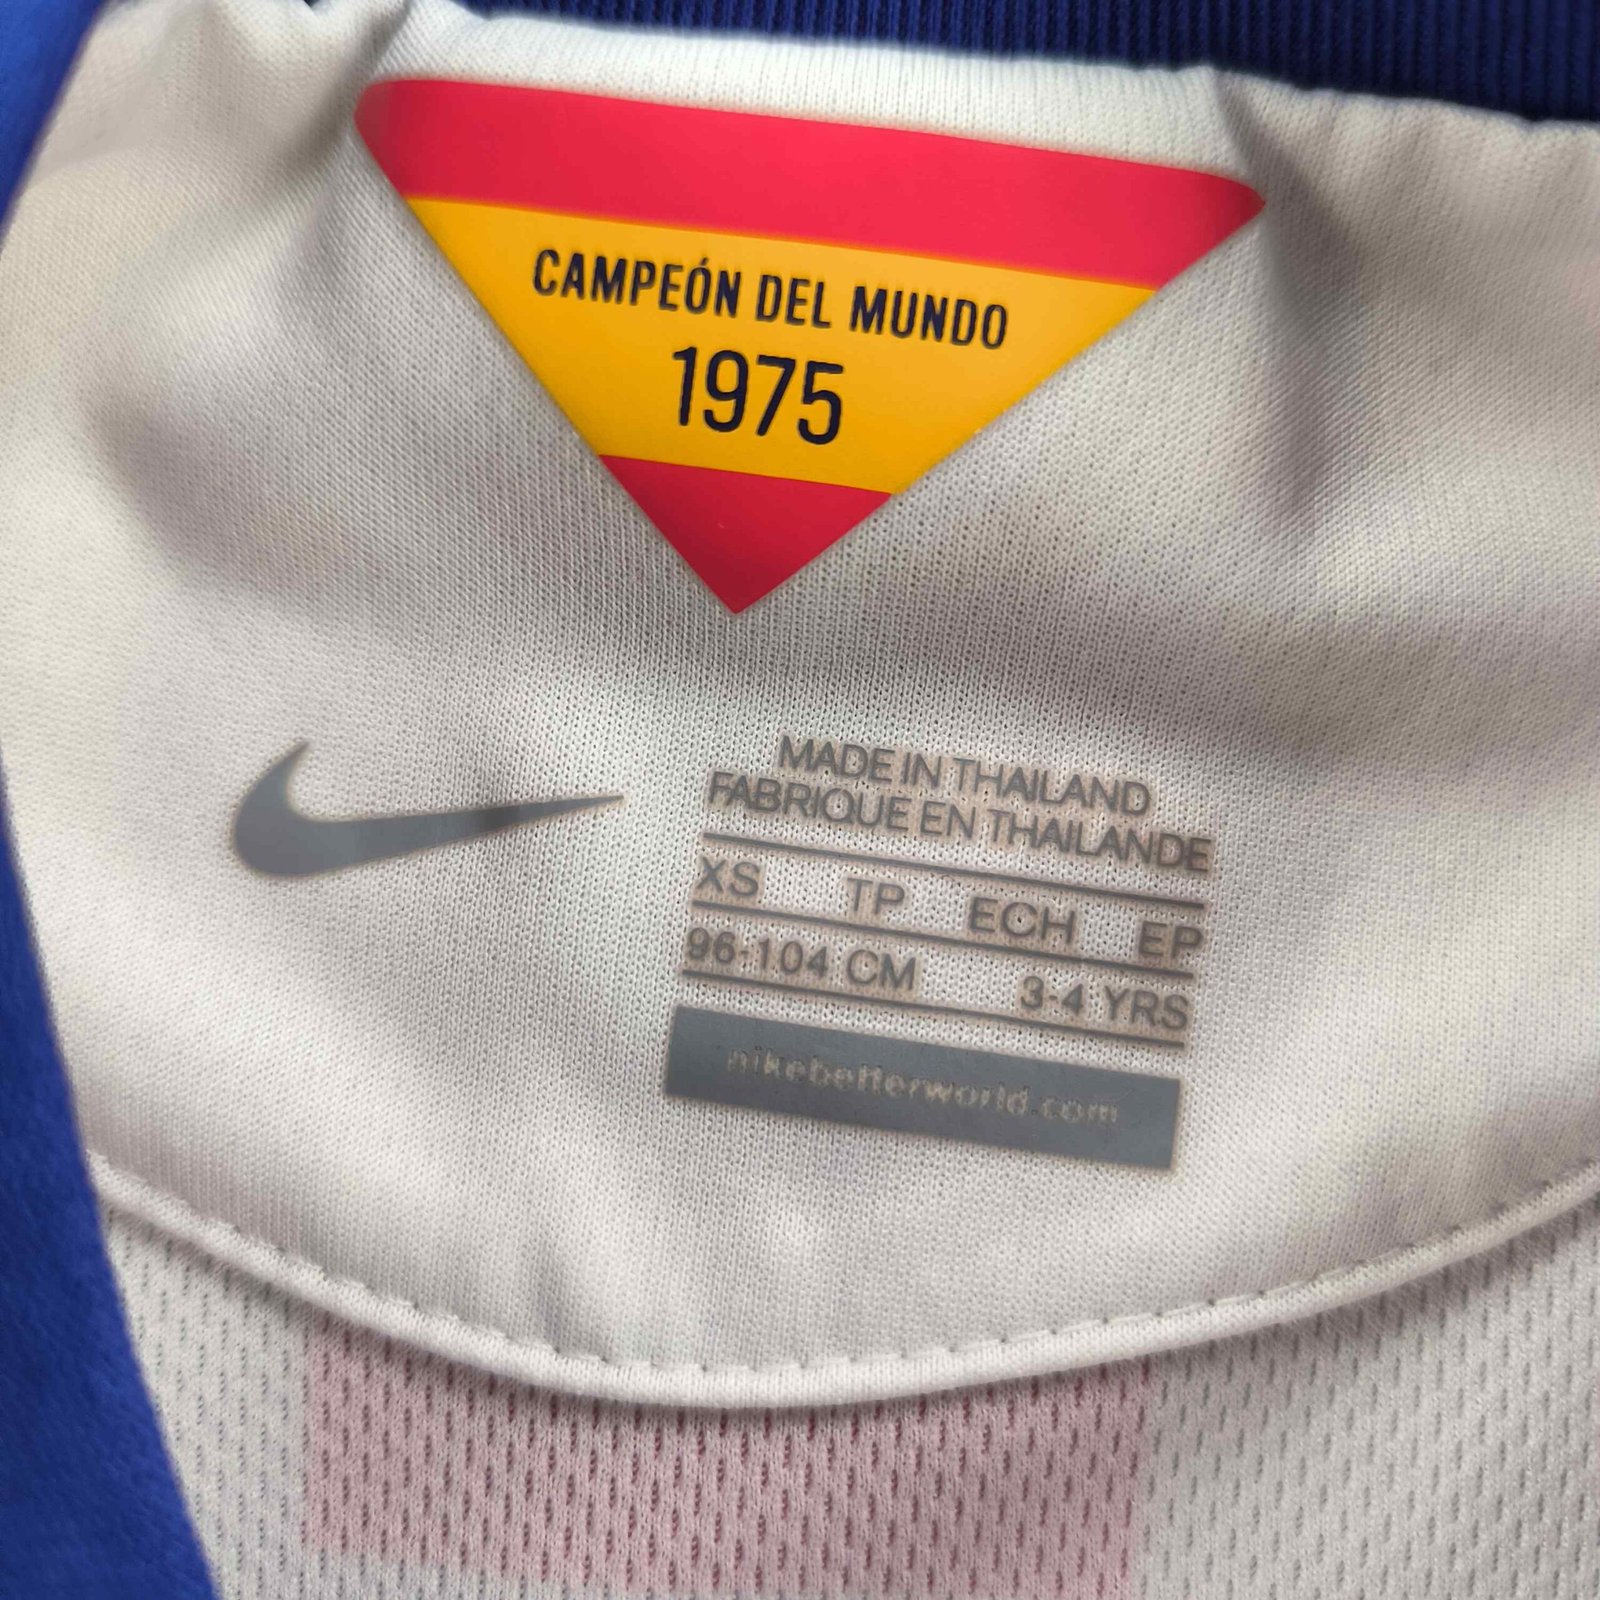 CAMPEÓN DEL MUNDO
1975
MADE IN THAILAND
FABRIQUE EN THAILANDE
XS TP ECH EP
96-104 CM 3-4 YRS
nikebetterworld.com